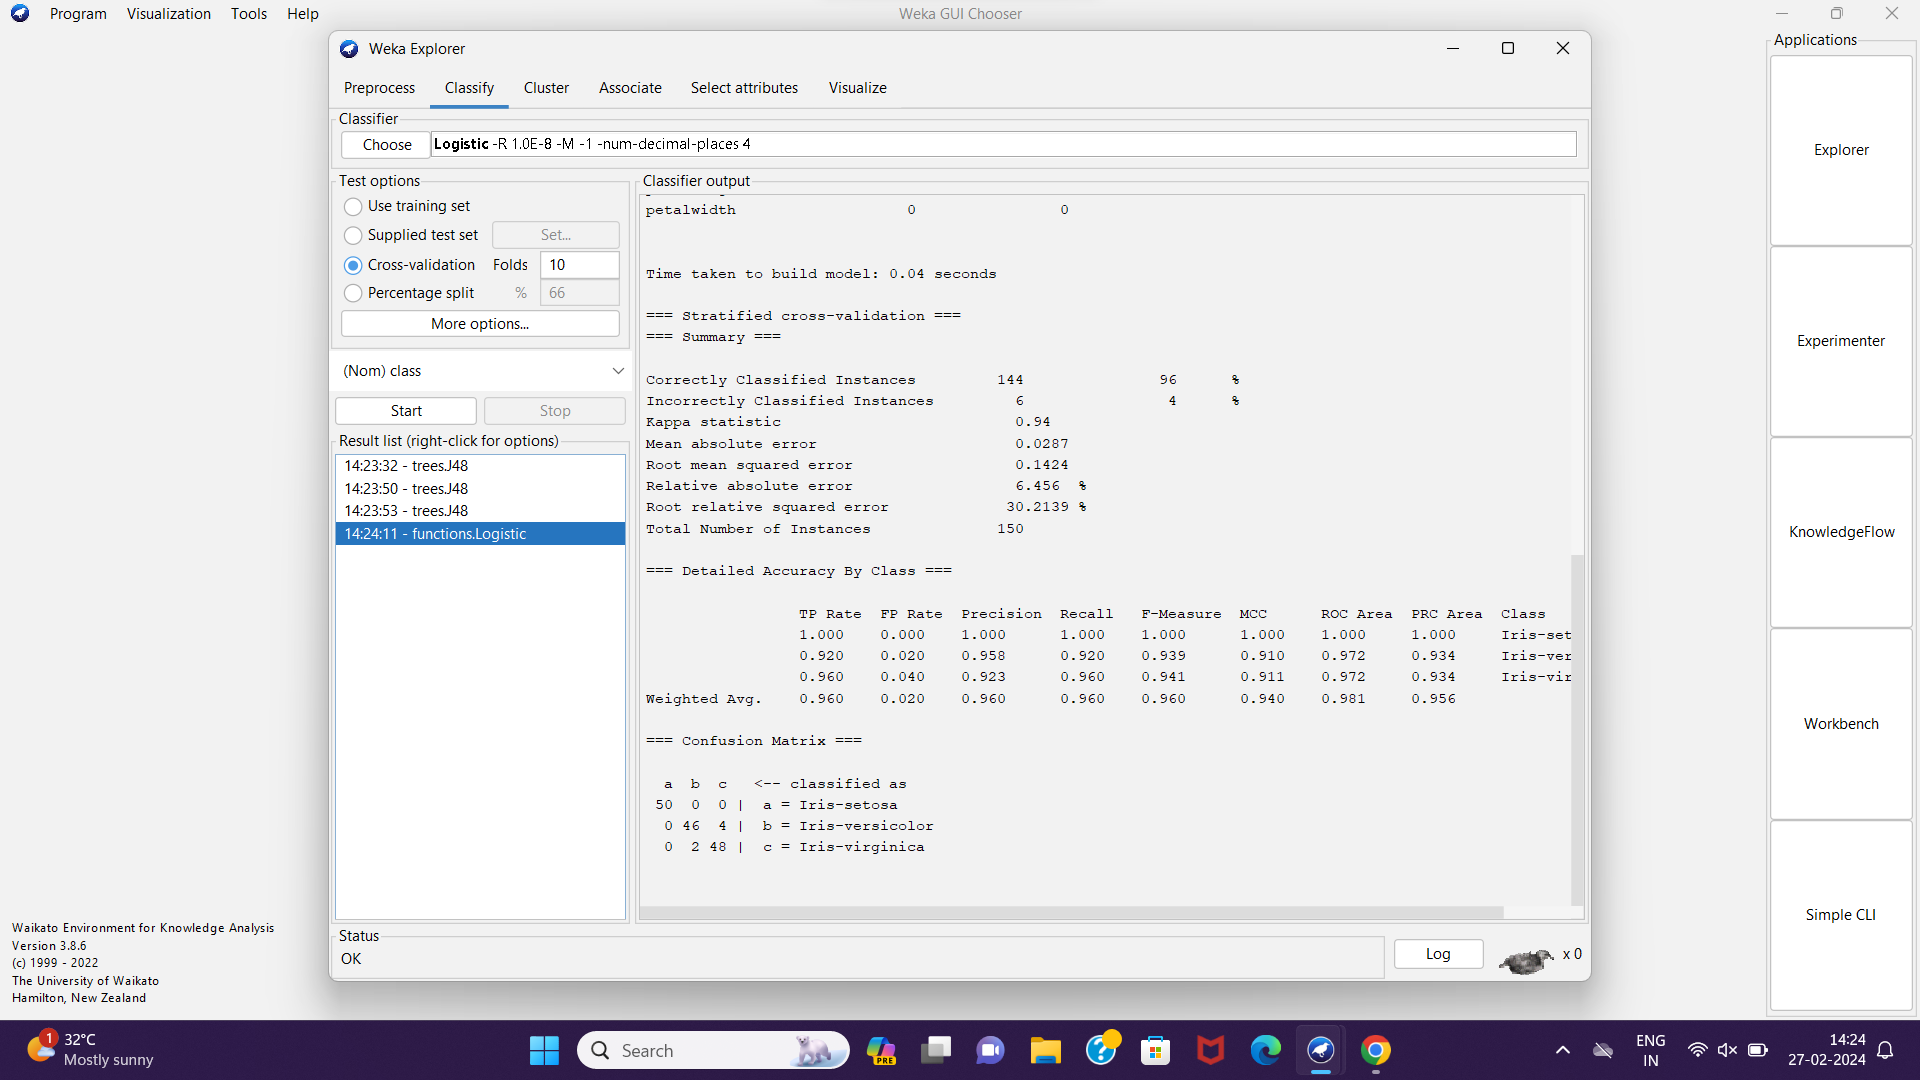 Program Visualization Tools Help
Weka GUI Chooser
Applications
Weka Explorer
Preprocess Classify Cluster Associate Select attributes Visualize
Classifier
Choose Logistic -R 1.0E-8 -M -1 -num-decimal-places 4
Test options
Use training set
Supplied test set Set...
Cross-validation Folds 10
Percentage split % 66
More options...
(Nom) class
Start Stop
Result list (right-click for options)
14:23:32 - trees.J48
14:23:50 - trees.J48
14:23:53 - trees.J48
14:24:11 - functions.Logistic
Classifier output
petalwidth 0 0
Time taken to build model: 0.04 seconds
=== Stratified cross-validation ===
=== Summary ===
Correctly Classified Instances 144 96 %
Incorrectly Classified Instances 6 4 %
Kappa statistic 0.94
Mean absolute error 0.0287
Root mean squared error 0.1424
Relative absolute error 6.456 %
Root relative squared error 30.2139 %
Total Number of Instances 150
=== Detailed Accuracy By Class ===
TP Rate FP Rate Precision Recall F-Measure MCC ROC Area PRC Area Class
1.000 0.000 1.000 1.000 1.000 1.000 1.000 1.000 Iris-set
0.920 0.020 0.958 0.920 0.939 0.910 0.972 0.934 Iris-ver
0.960 0.040 0.923 0.960 0.941 0.911 0.972 0.934 Iris-vir
Weighted Avg. 0.960 0.020 0.960 0.960 0.960 0.940 0.981 0.956
=== Confusion Matrix ===
a b c <-- classified as
50 0 0 | a = Iris-setosa
0 46 4 | b = Iris-versicolor
0 2 48 | c = Iris-virginica
Status
OK
Log
x 0
Explorer
Experimenter
KnowledgeFlow
Workbench
Simple CLI
Waikato Environment for Knowledge Analysis
Version 3.8.6
(c) 1999 - 2022
The University of Waikato
Hamilton, New Zealand
1
32°C
Mostly sunny
Search
PRE
ENG
IN
14:24
27-02-2024